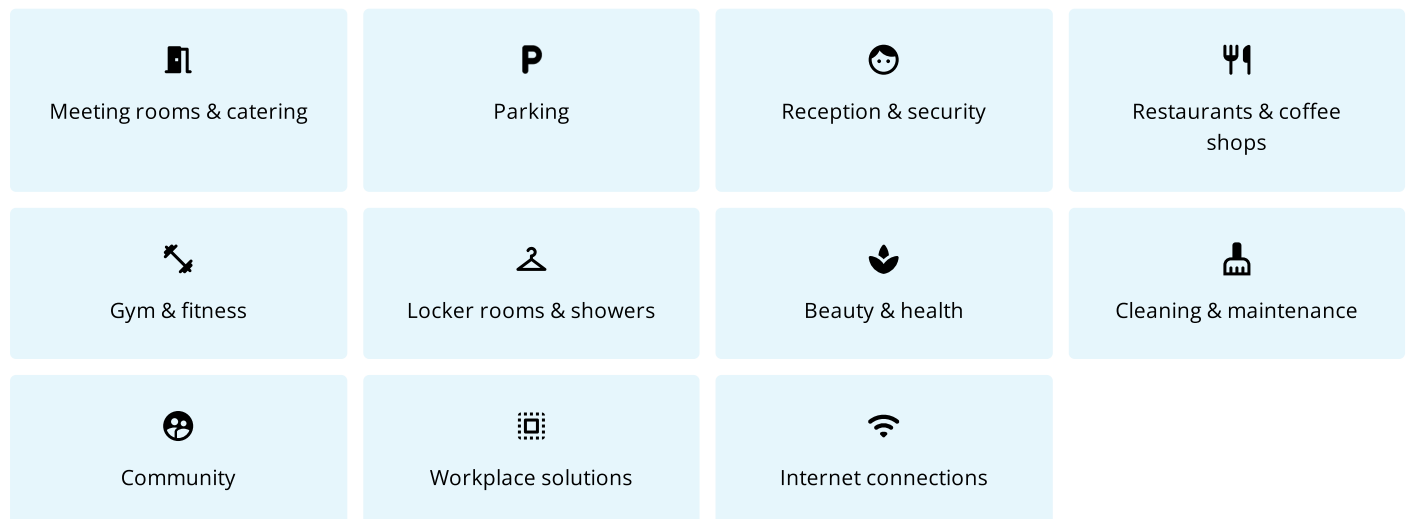 Meeting rooms & catering
Parking
Reception & security
Restaurants & coffee
shops
Gym & fitness
Locker rooms & showers
Beauty & health
Cleaning & maintenance
Community
Workplace solutions
Internet connections